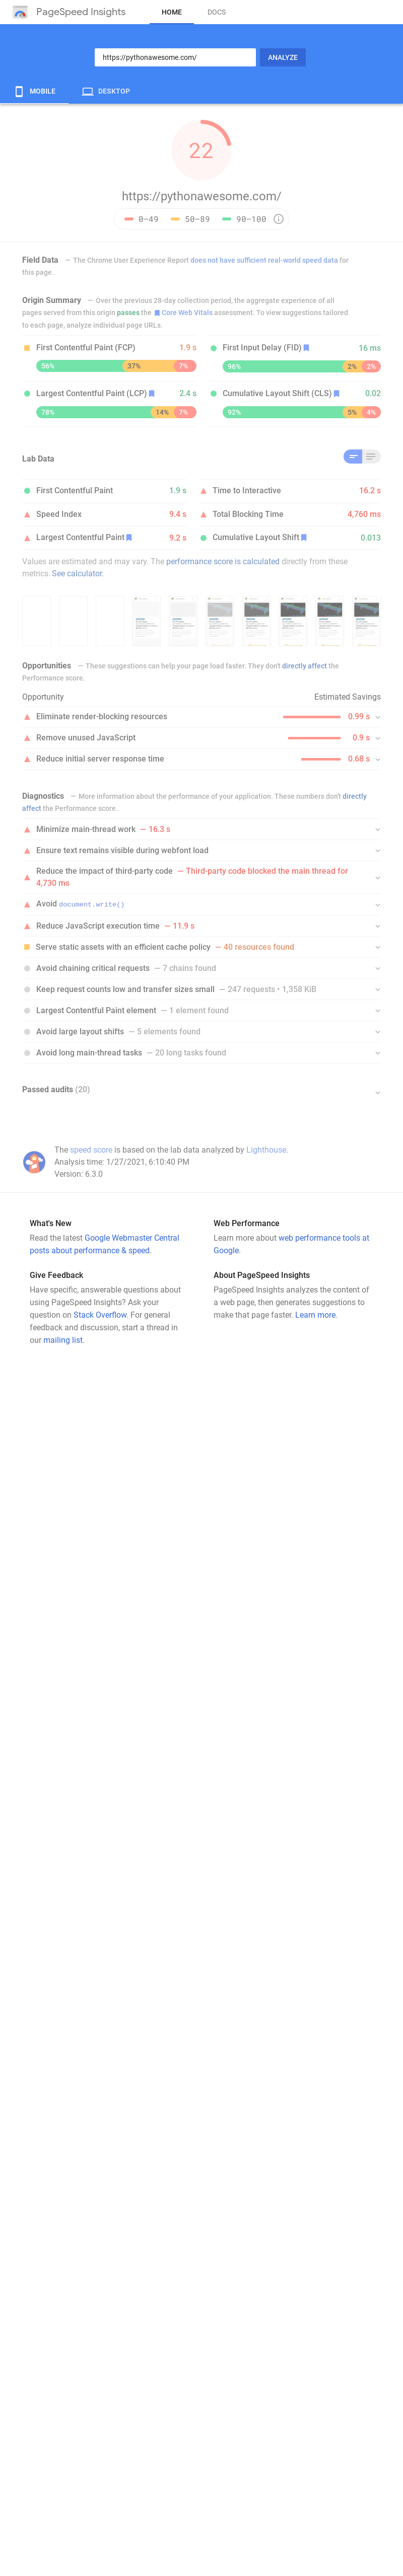 PageSpeed Insights HOME DOCS
https://pythonawesome.com/ ANALYZE
MOBILE DESKTOP
22
https://pythonawesome.com/
0–49 50–89 90–100
Field Data — The Chrome User Experience Report does not have sufficient real-world speed data for
this page.
Origin Summary — Over the previous 28-day collection period, the aggregate experience of all
pages served from this origin passes the Core Web Vitals assessment. To view suggestions tailored
to each page, analyze individual page URLs.
First Contentful Paint (FCP) 1.9 s First Input Delay (FID) 16 ms
56% 37% 7% 96% 2% 2%
Largest Contentful Paint (LCP) 2.4 s Cumulative Layout Shift (CLS) 0.02
78% 14% 7% 92% 5% 4%
Lab Data
First Contentful Paint 1.9 s Time to Interactive 16.2 s
Speed Index 9.4 s Total Blocking Time 4,760 ms
Largest Contentful Paint 9.2 s Cumulative Layout Shift 0.013
Values are estimated and may vary. The performance score is calculated directly from these
metrics. See calculator.
Opportunities — These suggestions can help your page load faster. They don't directly affect the
Performance score.
Opportunity Estimated Savings
Eliminate render-blocking resources 0.99 s
Remove unused JavaScript 0.9 s
Reduce initial server response time 0.68 s
Diagnostics — More information about the performance of your application. These numbers don't directly
affect the Performance score.
Minimize main-thread work — 16.3 s
Ensure text remains visible during webfont load
Reduce the impact of third-party code — Third-party code blocked the main thread for
4,730 ms
Avoid document.write()
Reduce JavaScript execution time — 11.9 s
Serve static assets with an efficient cache policy — 40 resources found
Avoid chaining critical requests — 7 chains found
Keep request counts low and transfer sizes small — 247 requests • 1,358 KiB
Largest Contentful Paint element — 1 element found
Avoid large layout shifts — 5 elements found
Avoid long main-thread tasks — 20 long tasks found
Passed audits (20)
The speed score is based on the lab data analyzed by Lighthouse.
Analysis time: 1/27/2021, 6:10:40 PM
Version: 6.3.0
What's New
Read the latest Google Webmaster Central
posts about performance & speed.
Give Feedback
Have specific, answerable questions about
using PageSpeed Insights? Ask your
question on Stack Overflow. For general
feedback and discussion, start a thread in
our mailing list.
Web Performance
Learn more about web performance tools at
Google.
About PageSpeed Insights
PageSpeed Insights analyzes the content of
a web page, then generates suggestions to
make that page faster. Learn more.